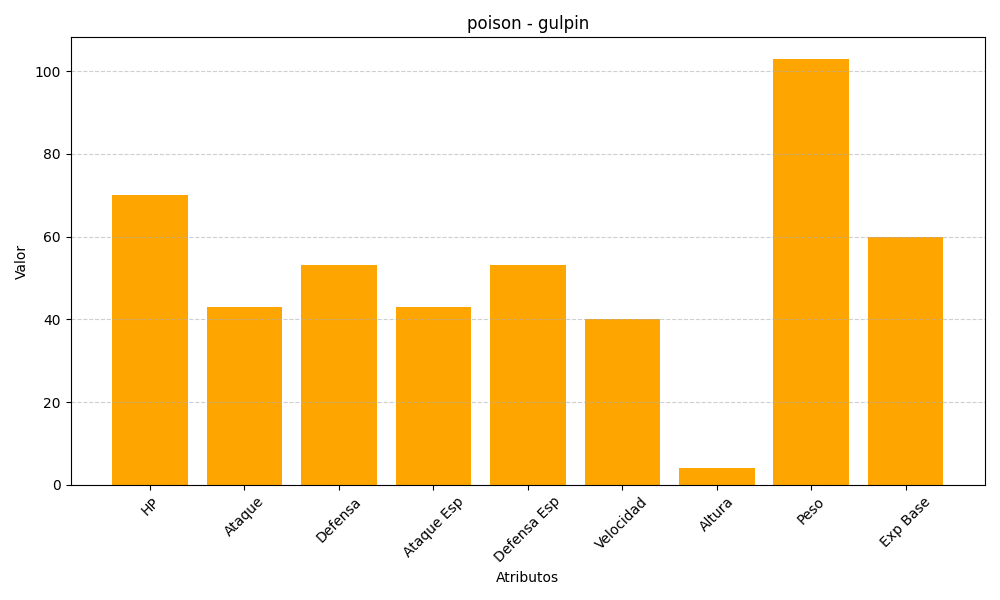 poison - gulpin
Valor
100
80
60
40
20
0
HP
Ataque
Defensa
Ataque Esp
Defensa Esp
Velocidad
Altura
Peso
Exp Base
Atributos